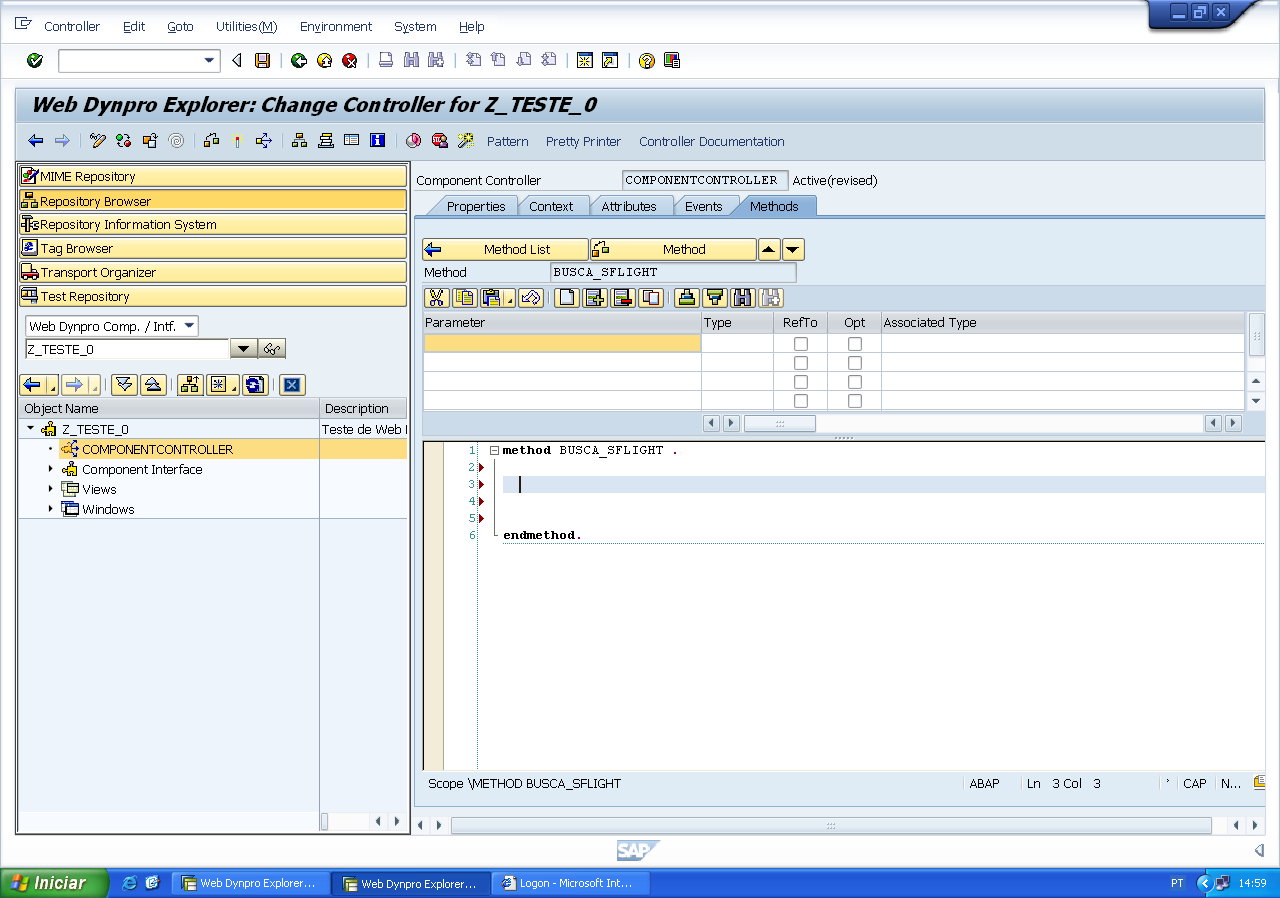 Controller Edit Goto Utilities(M) Environment System Help
Web Dynpro Explorer: Change Controller for Z_TESTE_0
Pattern Pretty Printer Controller Documentation
MIME Repository
Repository Browser
Repository Information System
Tag Browser
Transport Organizer
Test Repository
Web Dynpro Comp. / Intf.
Z_TESTE_0
Object Name Description
Z_TESTE_0 Teste de Web
COMPONENTCONTROLLER
Component Interface
Views
Windows
Component Controller COMPONENTCONTROLLER Active(revised)
Properties Context Attributes Events Methods
Method List Method
Method BUSCA_SFLIGHT
Parameter Type RefTo Opt Associated Type
1 method BUSCA_SFLIGHT .
2
3
4
5
6 endmethod.
Scope \METHOD BUSCA_SFLIGHT ABAP Ln 3 Col 3 * CAP N...
SAP
Iniciar Web Dynpro Explorer... Web Dynpro Explorer... Logon - Microsoft Int... PT 14:59